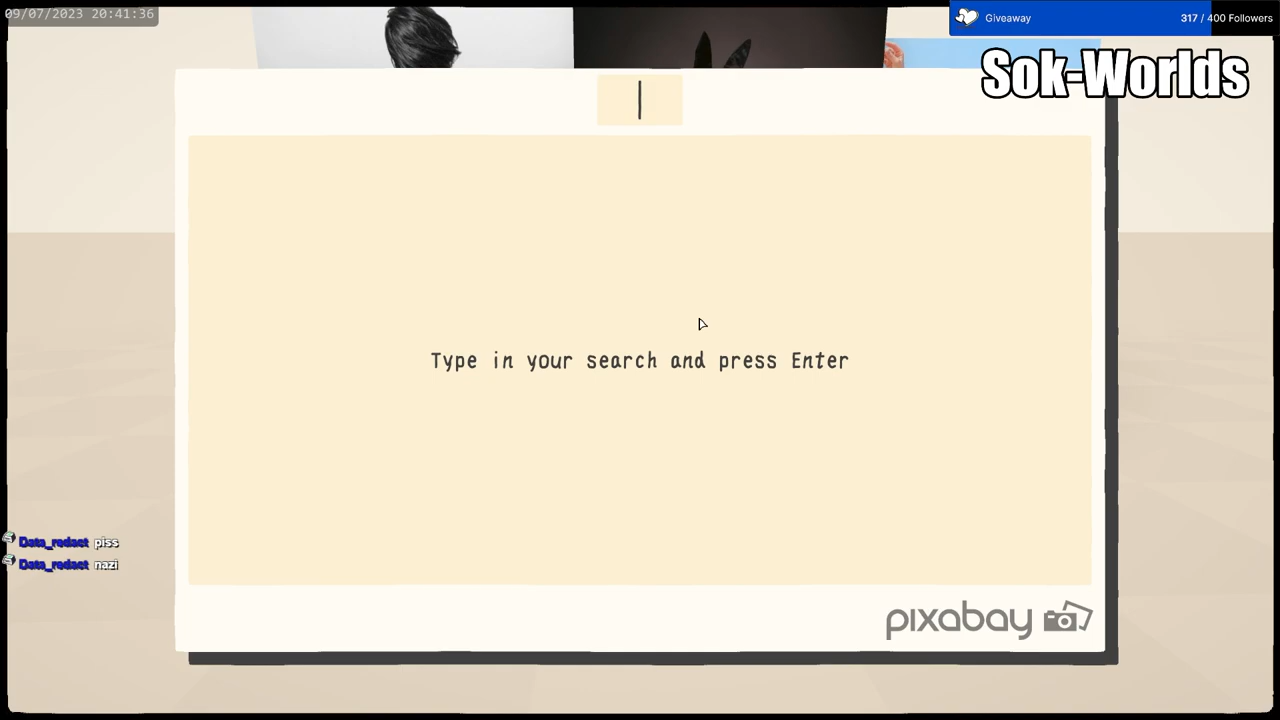 09/07/2023 20:41:36
Giveaway 317 / 400 Followers
Sok-Worlds
Type in your search and press Enter
Data_redact piss
Data_redact nazi
pixabay